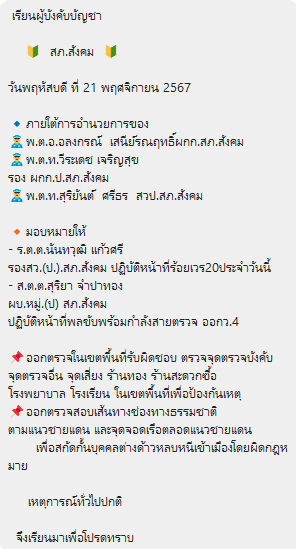 เรียนผู้บังคับบัญชา
🔰 สภ.สังคม 🔰
วันพฤหัสบดี ที่ 21 พฤศจิกายน 2567
🔹ภายใต้การอำนวยการของ
👮พ.ต.อ.อลงกรณ์ เสนีย์รณฤทธิ์ผกก.สภ.สังคม
👮พ.ต.ท.วีระเดช เจริญสุข
รอง ผกก.ป.สภ.สังคม
👮พ.ต.ท.สุริยันต์ ศรีธร สวป.สภ.สังคม
🔸มอบหมายให้
- ร.ต.ต.นันทวุฒิ แก้วศรี
รองสว.(ป.).สภ.สังคม ปฏิบัติหน้าที่ร้อยเวร20ประจำวันนี้
- ส.ต.ต.สุริยา จำปาทอง
ผบ.หมู่.(ป) สภ.สังคม
ปฏิบัติหน้าที่พลขับพร้อมกำลังสายตรวจ ออกว.4
📌ออกตรวจในเขตพื้นที่รับผิดชอบ ตรวจจุดตรวจบังคับ
จุดตรวจอื่น จุดเสี่ยง ร้านทอง ร้านสะดวกซื้อ
โรงพยาบาล โรงเรียน ในเขตพื้นที่เพื่อป้องกันเหตุ
📌ออกตรวจสอบเส้นทางช่องทางธรรมชาติ
ตามแนวชายแดน และจุดจอดเรือตลอดแนวชายแดน
เพื่อสกัดกั้นบุคคลต่างด้าวหลบหนีเข้าเมืองโดยผิดกฎห
มาย
เหตุการณ์ทั่วไปปกติ
จึงเรียนมาเพื่อโปรดทราบ